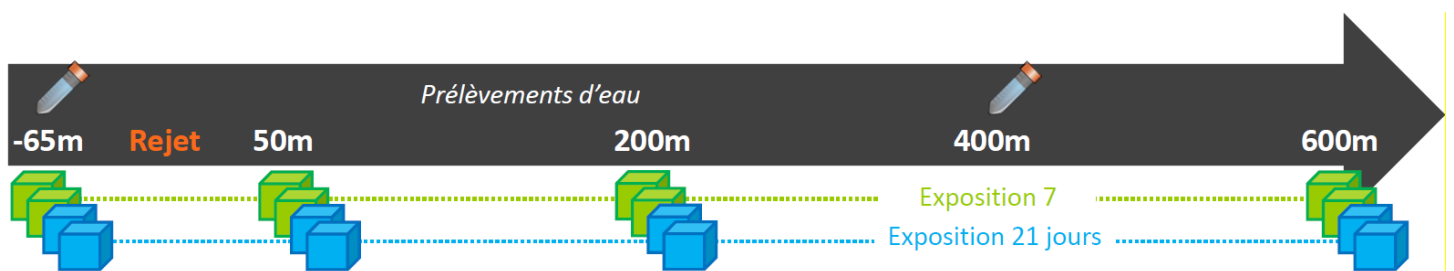 Prélèvements d’eau
-65m Rejet 50m 200m 400m 600m
Exposition 7
Exposition 21 jours